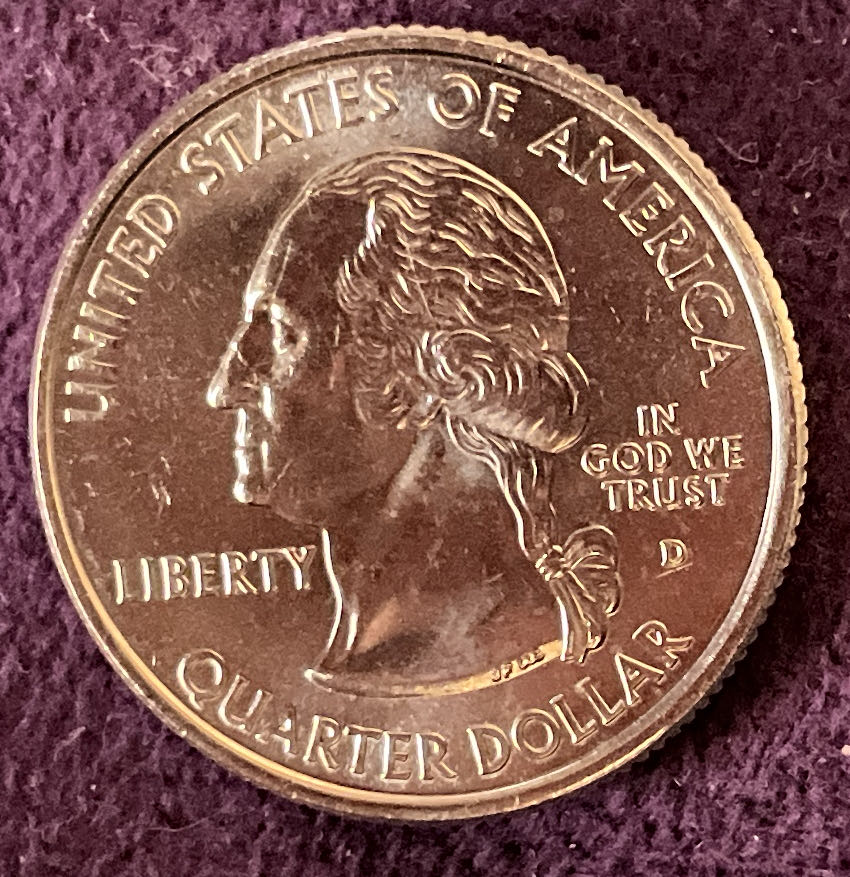 UNITED STATES OF AMERICA
IN
GOD WE
TRUST
D
LIBERTY
QUARTER DOLLAR